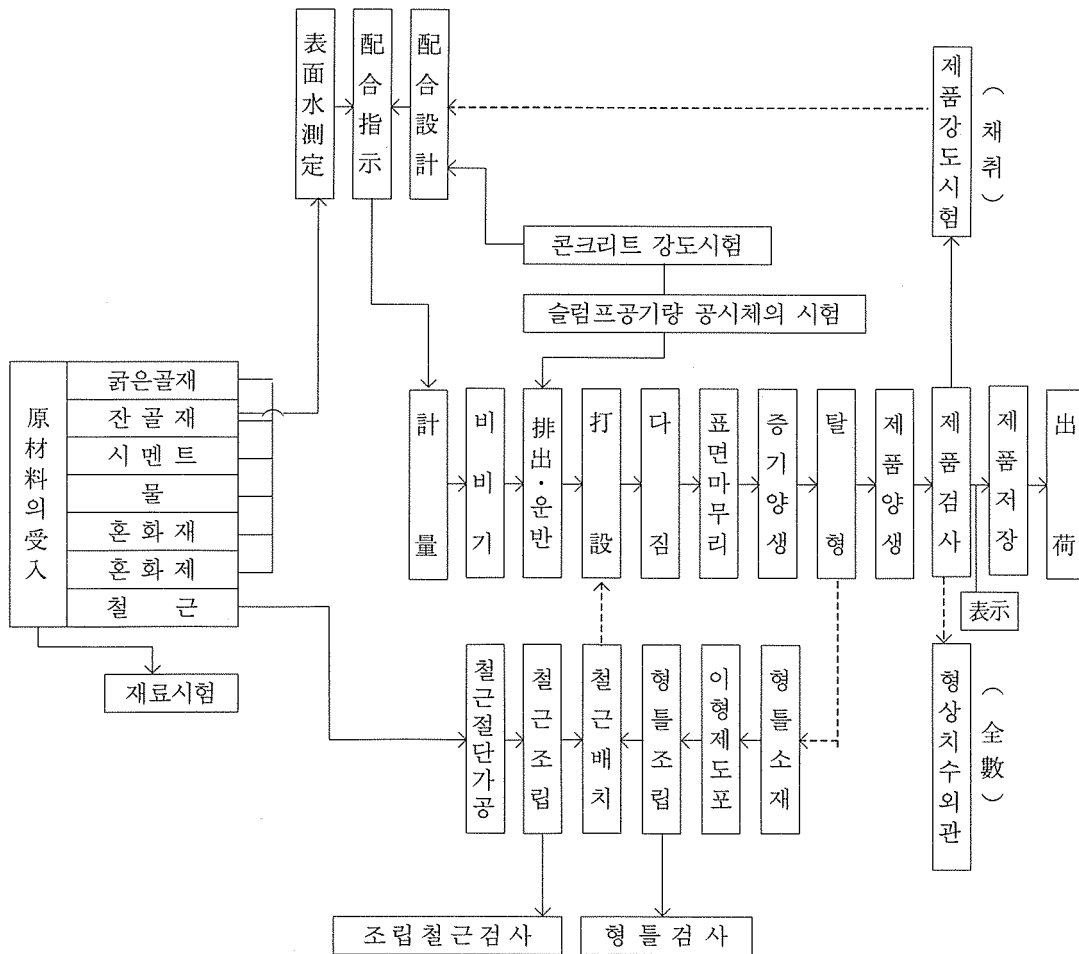 表面水測定
配合指示
配合設計
제품강도시험
(채취)
콘크리트 강도시험
슬럼프공기량 공시체의 시험
原材料의受入
굵은골재
잔 골 재
시 멘 트
물
혼 화 재
혼 화 제
철 근
재료시험
計量
비비기
排出·운반
打設
다짐
표면마무리
증기양생
탈형
제품양생
제품검사
제품저장
出荷
表示
철근절단가공
철근조립
철근배치
형틀조립
이형제도포
형틀소재
형상치수외관
(全數)
조립철근검사
형틀검사